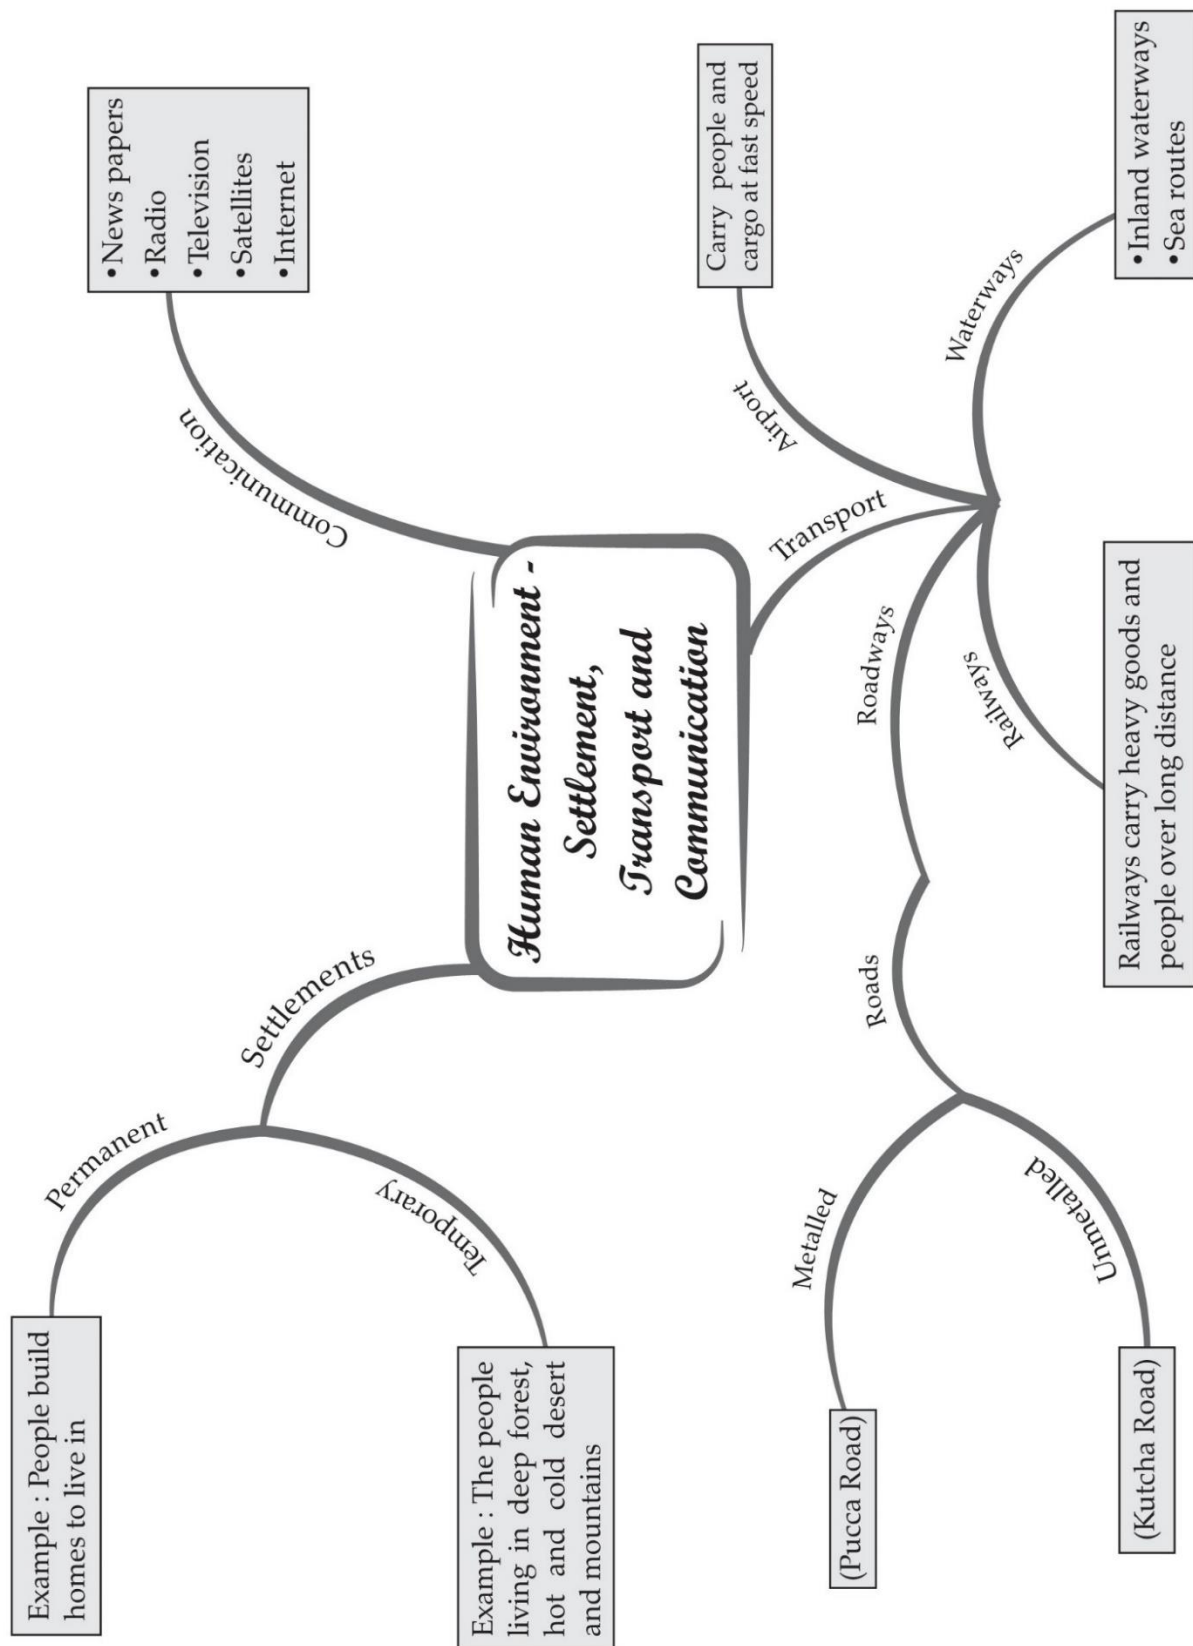 Human Environment -
Settlement,
Transport and
Communication
Settlements
Permanent
Example : People build
homes to live in
Temporary
Example : The people
living in deep forest,
hot and cold desert
and mountains
Communication
•News papers
•Radio
•Television
•Satellites
•Internet
Transport
Airport
Carry people and
cargo at fast speed
Waterways
•Inland waterways
•Sea routes
Railways
Railways carry heavy goods and
people over long distance
Roadways
Roads
Metalled
(Pucca Road)
Unmetalled
(Kutcha Road)